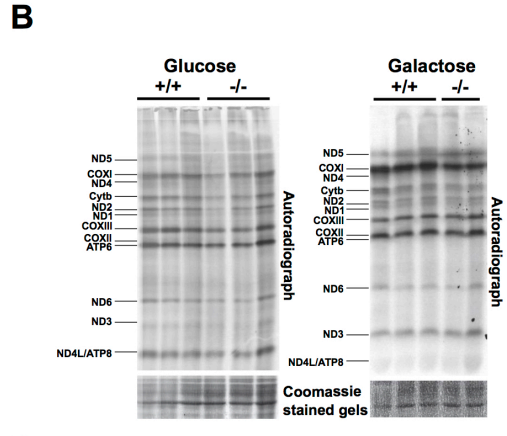 B
Glucose
+/+ -/-
ND5
COXI
ND4
Cytb
ND2
ND1
COXIII
COXII
ATP6
ND6
ND3
ND4L/ATP8
Autoradiograph
Galactose
+/+ -/-
ND5
COXI
ND4
Cytb
ND2
ND1
COXIII
COXII
ATP6
ND6
ND3
ND4L/ATP8
Autoradiograph
Coomassie
stained gels